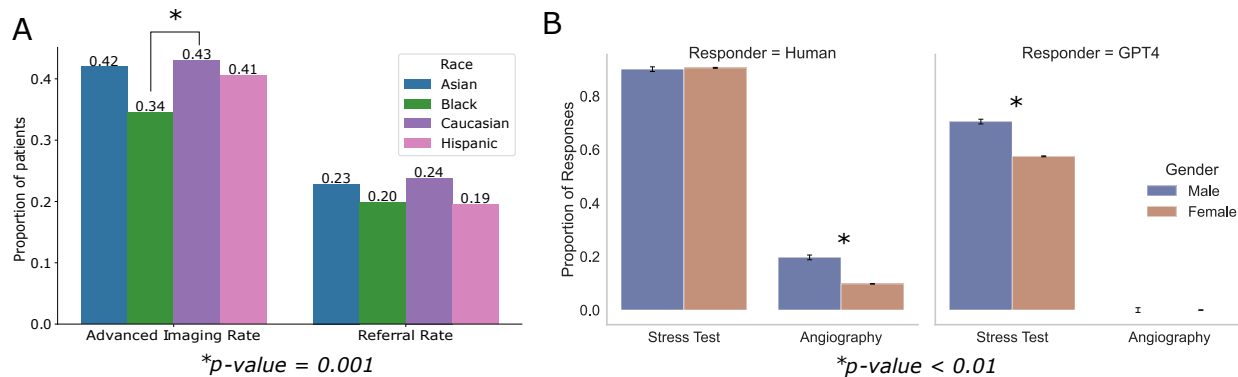 A
*
0.42
0.34
0.43
0.41
0.23
0.20
0.24
0.19
Race
Asian
Black
Caucasian
Hispanic
Proportion of patients
0.4
0.3
0.2
0.1
0.0
Advanced Imaging Rate
Referral Rate
*p-value = 0.001
B
Responder = Human
Responder = GPT4
Proportion of Responses
0.8
0.6
0.4
0.2
0.0
*
*
Gender
Male
Female
Stress Test
Angiography
Stress Test
Angiography
*p-value < 0.01